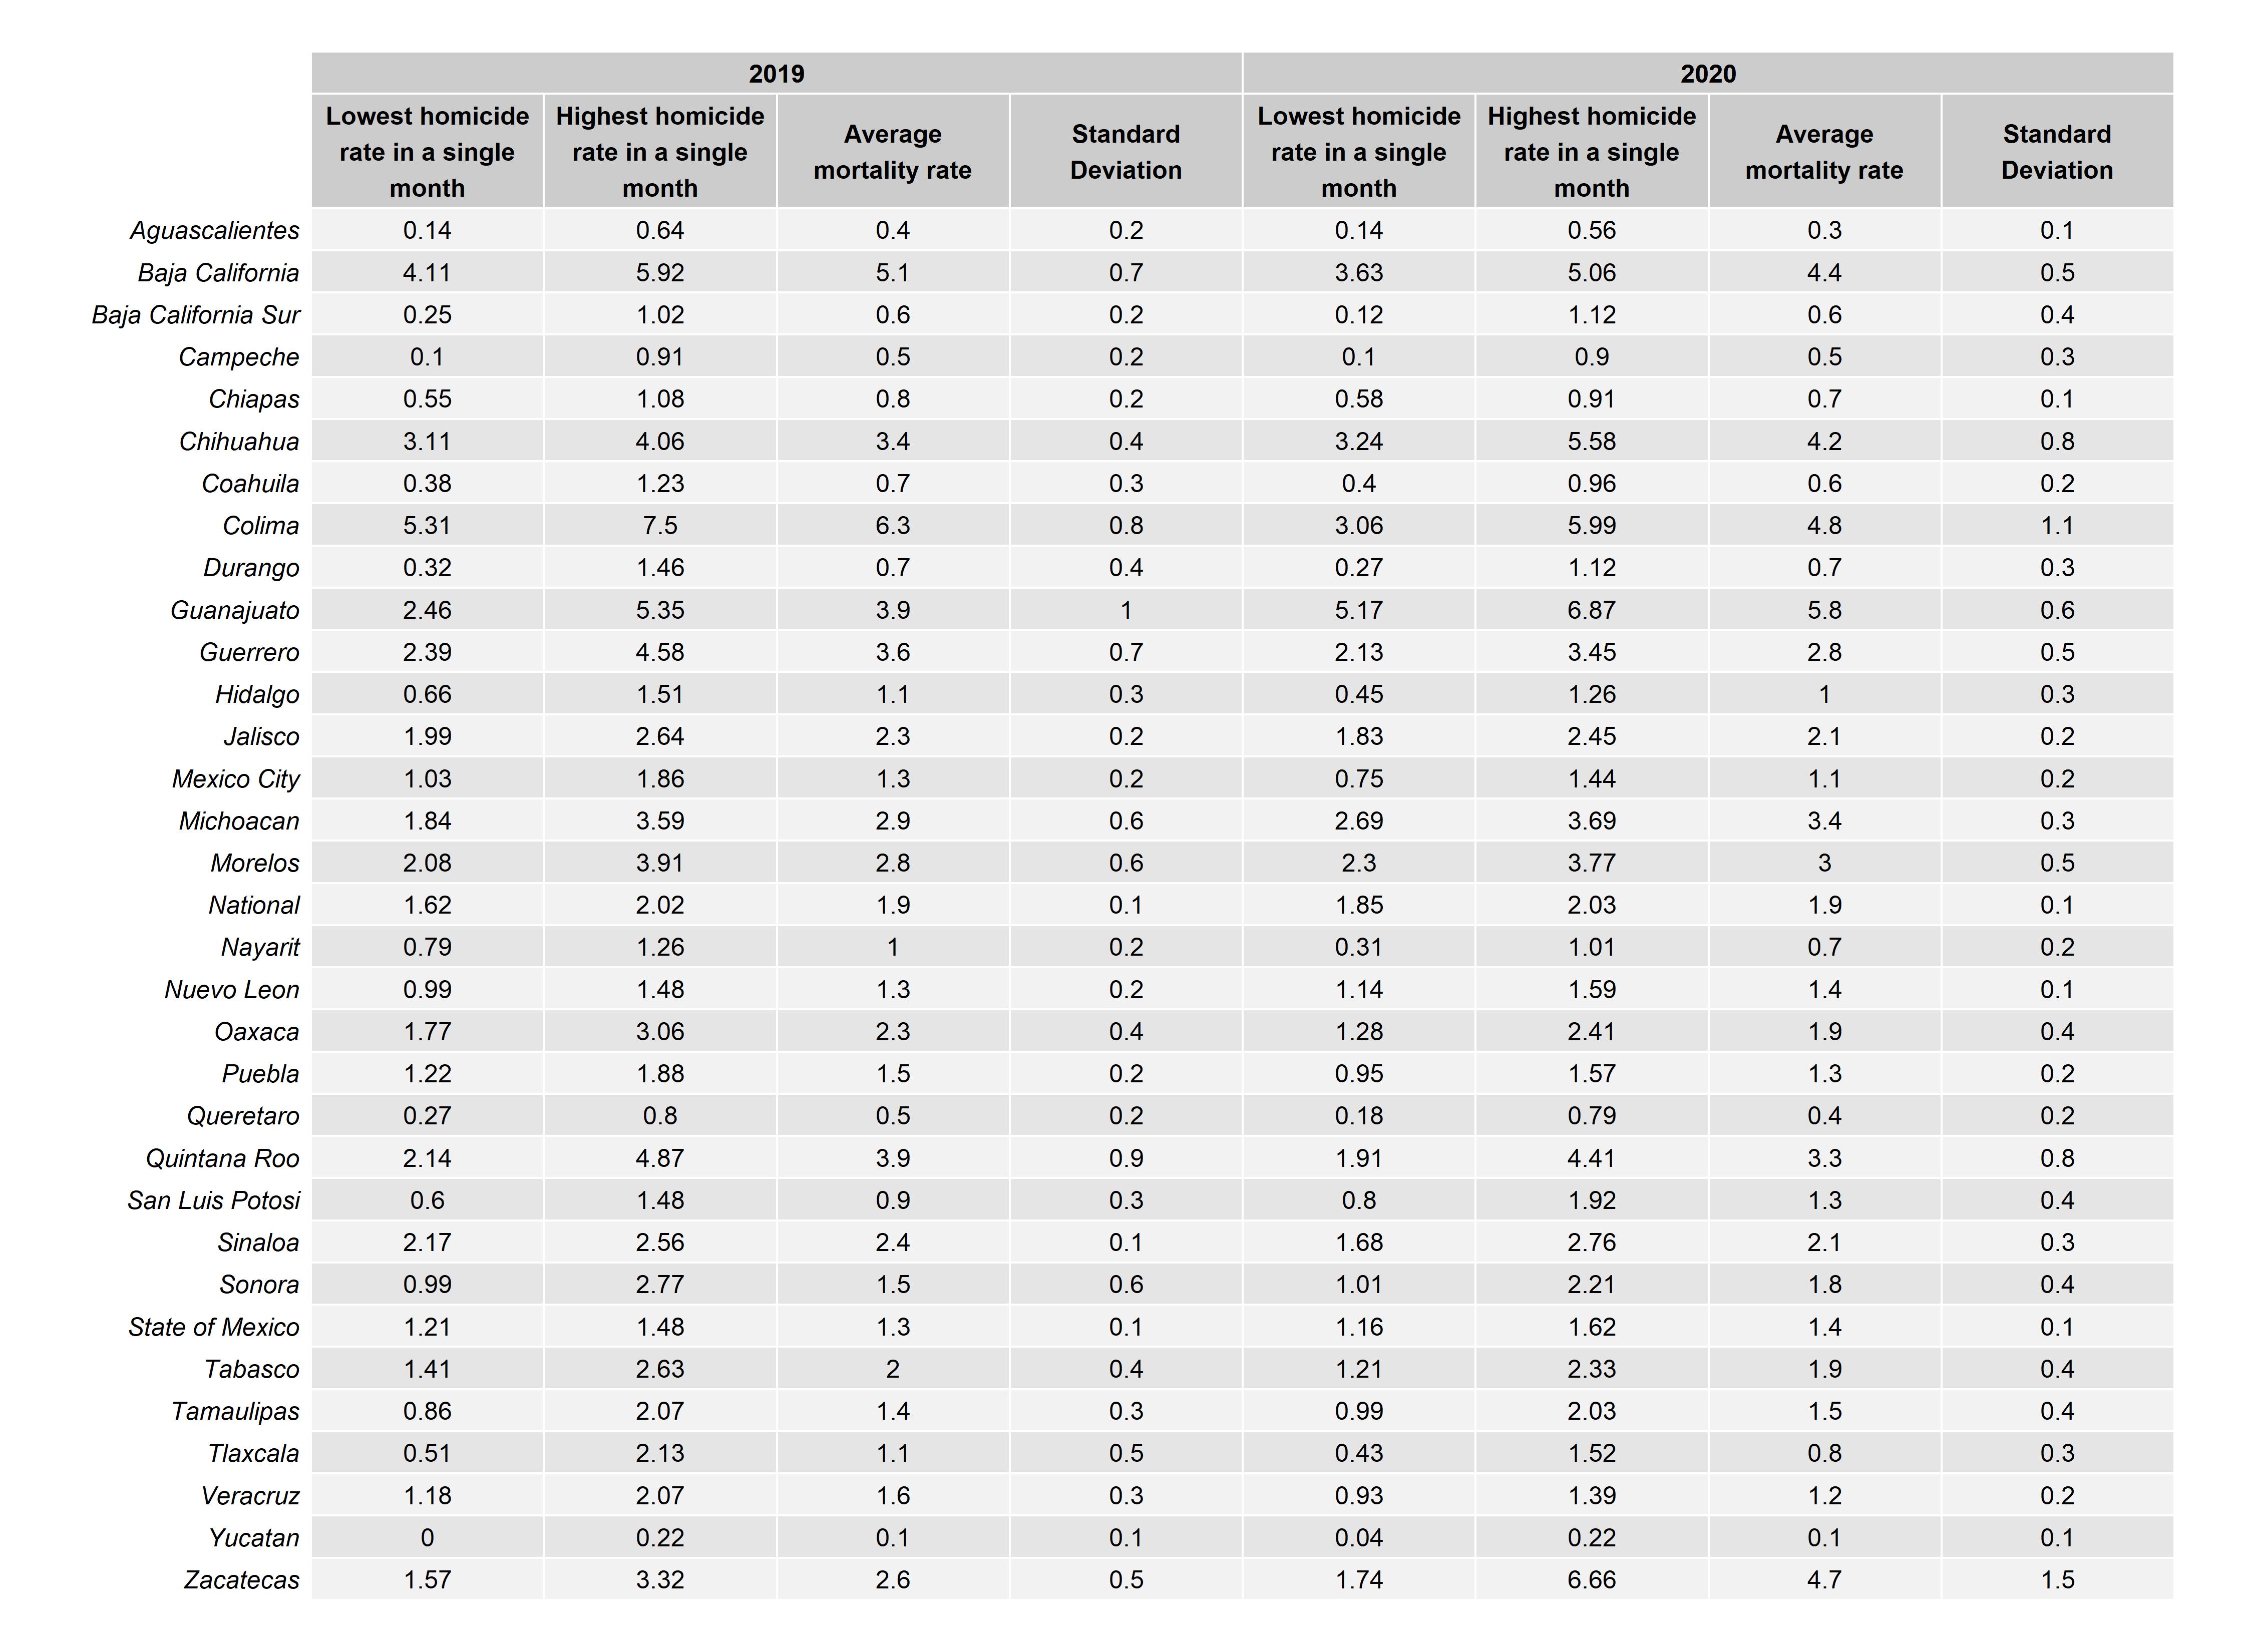 2019 2020
Lowest homicide rate in a single month Highest homicide rate in a single month Average mortality rate Standard Deviation Lowest homicide rate in a single month Highest homicide rate in a single month Average mortality rate Standard Deviation
Aguascalientes 0.14 0.64 0.4 0.2 0.14 0.56 0.3 0.1
Baja California 4.11 5.92 5.1 0.7 3.63 5.06 4.4 0.5
Baja California Sur 0.25 1.02 0.6 0.2 0.12 1.12 0.6 0.4
Campeche 0.1 0.91 0.5 0.2 0.1 0.9 0.5 0.3
Chiapas 0.55 1.08 0.8 0.2 0.58 0.91 0.7 0.1
Chihuahua 3.11 4.06 3.4 0.4 3.24 5.58 4.2 0.8
Coahuila 0.38 1.23 0.7 0.3 0.4 0.96 0.6 0.2
Colima 5.31 7.5 6.3 0.8 3.06 5.99 4.8 1.1
Durango 0.32 1.46 0.7 0.4 0.27 1.12 0.7 0.3
Guanajuato 2.46 5.35 3.9 1 5.17 6.87 5.8 0.6
Guerrero 2.39 4.58 3.6 0.7 2.13 3.45 2.8 0.5
Hidalgo 0.66 1.51 1.1 0.3 0.45 1.26 1 0.3
Jalisco 1.99 2.64 2.3 0.2 1.83 2.45 2.1 0.2
Mexico City 1.03 1.86 1.3 0.2 0.75 1.44 1.1 0.2
Michoacan 1.84 3.59 2.9 0.6 2.69 3.69 3.4 0.3
Morelos 2.08 3.91 2.8 0.6 2.3 3.77 3 0.5
National 1.62 2.02 1.9 0.1 1.85 2.03 1.9 0.1
Nayarit 0.79 1.26 1 0.2 0.31 1.01 0.7 0.2
Nuevo Leon 0.99 1.48 1.3 0.2 1.14 1.59 1.4 0.1
Oaxaca 1.77 3.06 2.3 0.4 1.28 2.41 1.9 0.4
Puebla 1.22 1.88 1.5 0.2 0.95 1.57 1.3 0.2
Queretaro 0.27 0.8 0.5 0.2 0.18 0.79 0.4 0.2
Quintana Roo 2.14 4.87 3.9 0.9 1.91 4.41 3.3 0.8
San Luis Potosi 0.6 1.48 0.9 0.3 0.8 1.92 1.3 0.4
Sinaloa 2.17 2.56 2.4 0.1 1.68 2.76 2.1 0.3
Sonora 0.99 2.77 1.5 0.6 1.01 2.21 1.8 0.4
State of Mexico 1.21 1.48 1.3 0.1 1.16 1.62 1.4 0.1
Tabasco 1.41 2.63 2 0.4 1.21 2.33 1.9 0.4
Tamaulipas 0.86 2.07 1.4 0.3 0.99 2.03 1.5 0.4
Tlaxcala 0.51 2.13 1.1 0.5 0.43 1.52 0.8 0.3
Veracruz 1.18 2.07 1.6 0.3 0.93 1.39 1.2 0.2
Yucatan 0 0.22 0.1 0.1 0.04 0.22 0.1 0.1
Zacatecas 1.57 3.32 2.6 0.5 1.74 6.66 4.7 1.5